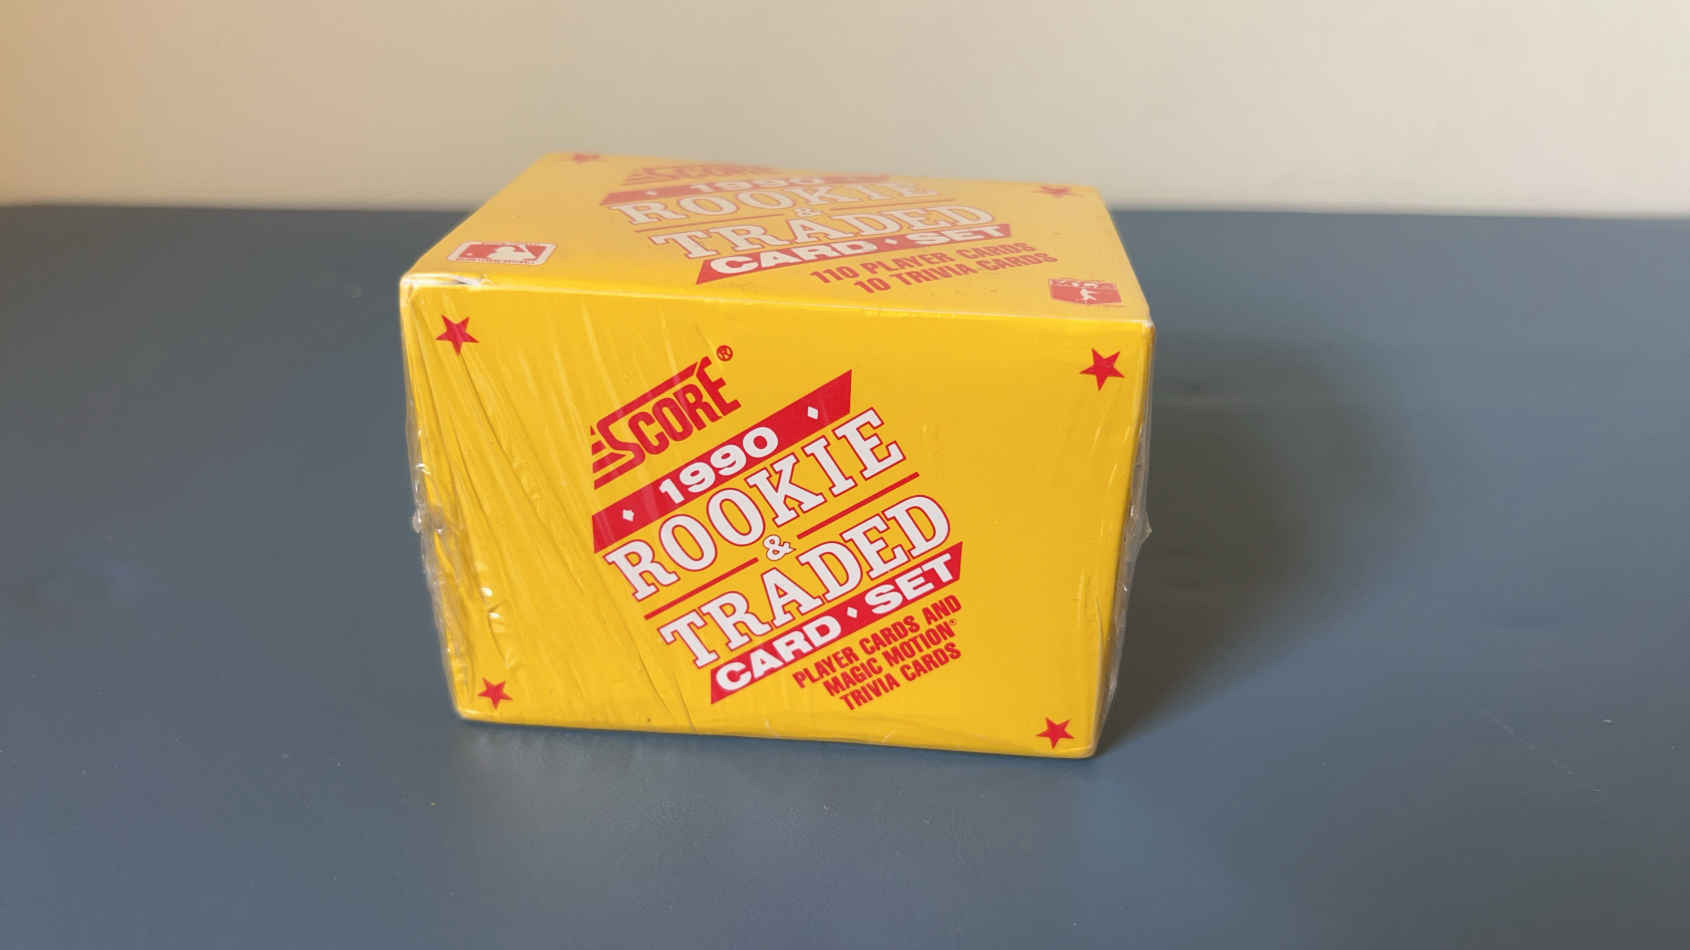 SCORE
1990
ROOKIE
&
TRADED
CARD SET
110 PLAYER CARDS
10 TRIVIA CARDS
SCORE®
1990
ROOKIE
&
TRADED
CARD SET
PLAYER CARDS AND
MAGIC MOTION®
TRIVIA CARDS